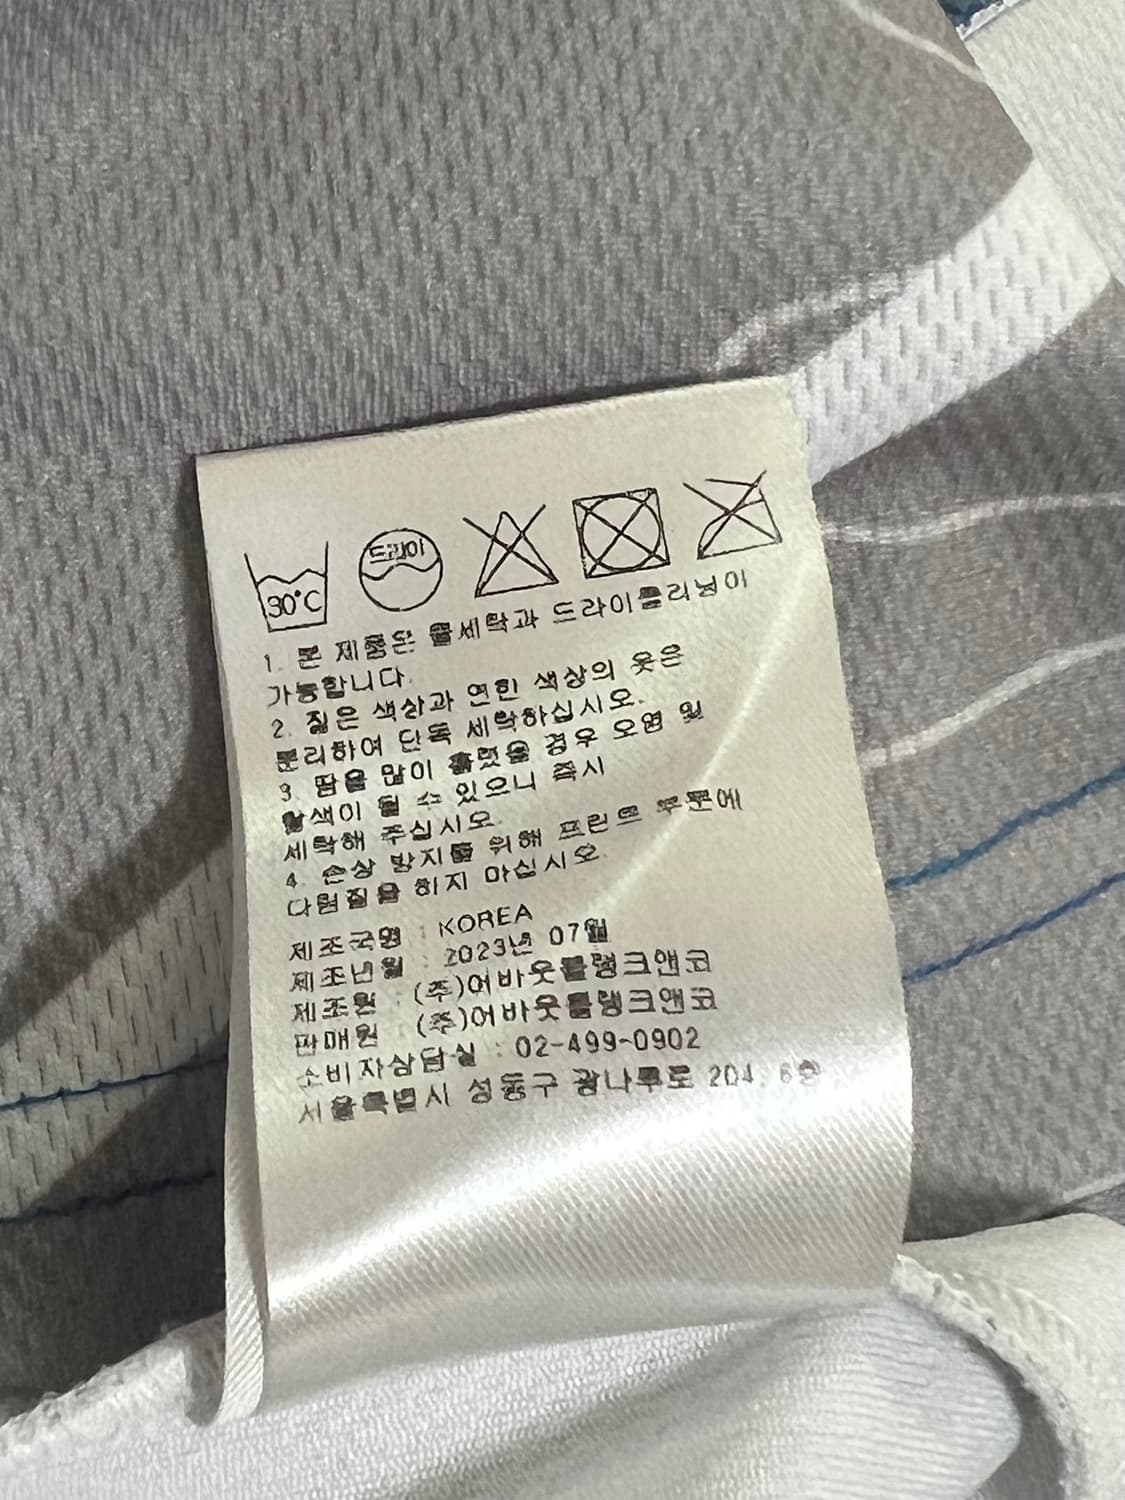 30°C
드라이
1. 본 제품은 물세탁과 드라이클리닝이
가능합니다.
2. 짙은 색상과 연한 색상의 옷은
분리하여 단독 세탁하십시오.
3. 땀을 많이 흘렸을 경우 오염 및
탈색이 될 수 있으니 즉시
세탁해 주십시오.
4. 손상 방지를 위해 프린트 부분에
다림질을 하지 마십시오.
제조국명 : KOREA
제조년월 : 2023년 07월
제조원 : (주)어바웃블랭크앤코
판매원 : (주)어바웃블랭크앤코
소비자상담실 : 02-499-0902
서울특별시 성동구 광나루로 204, 6층